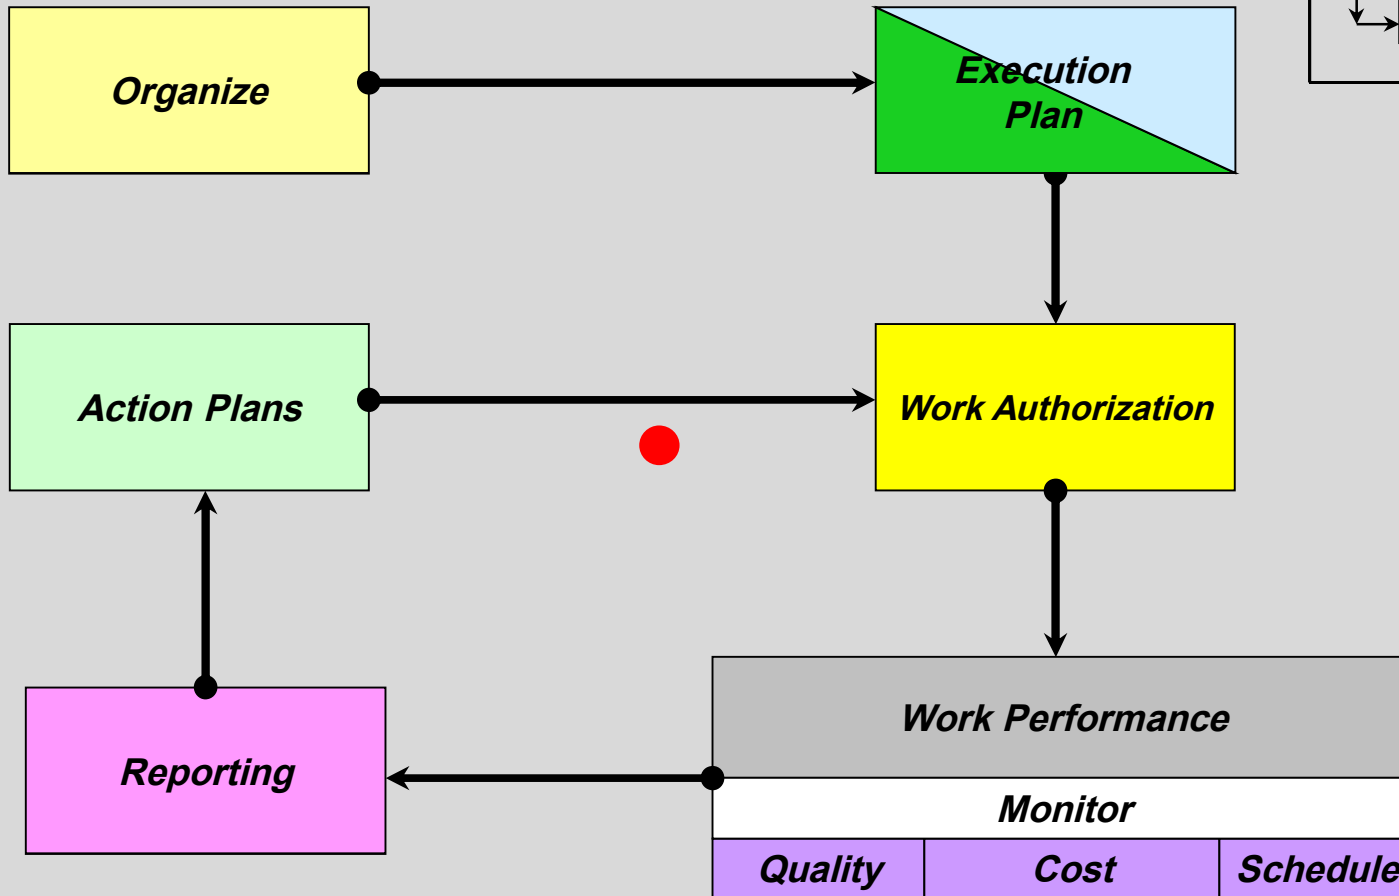 Organize
Execution
Plan
Action Plans
Work Authorization
Work Performance
Reporting
Monitor
Quality
Cost
Schedule